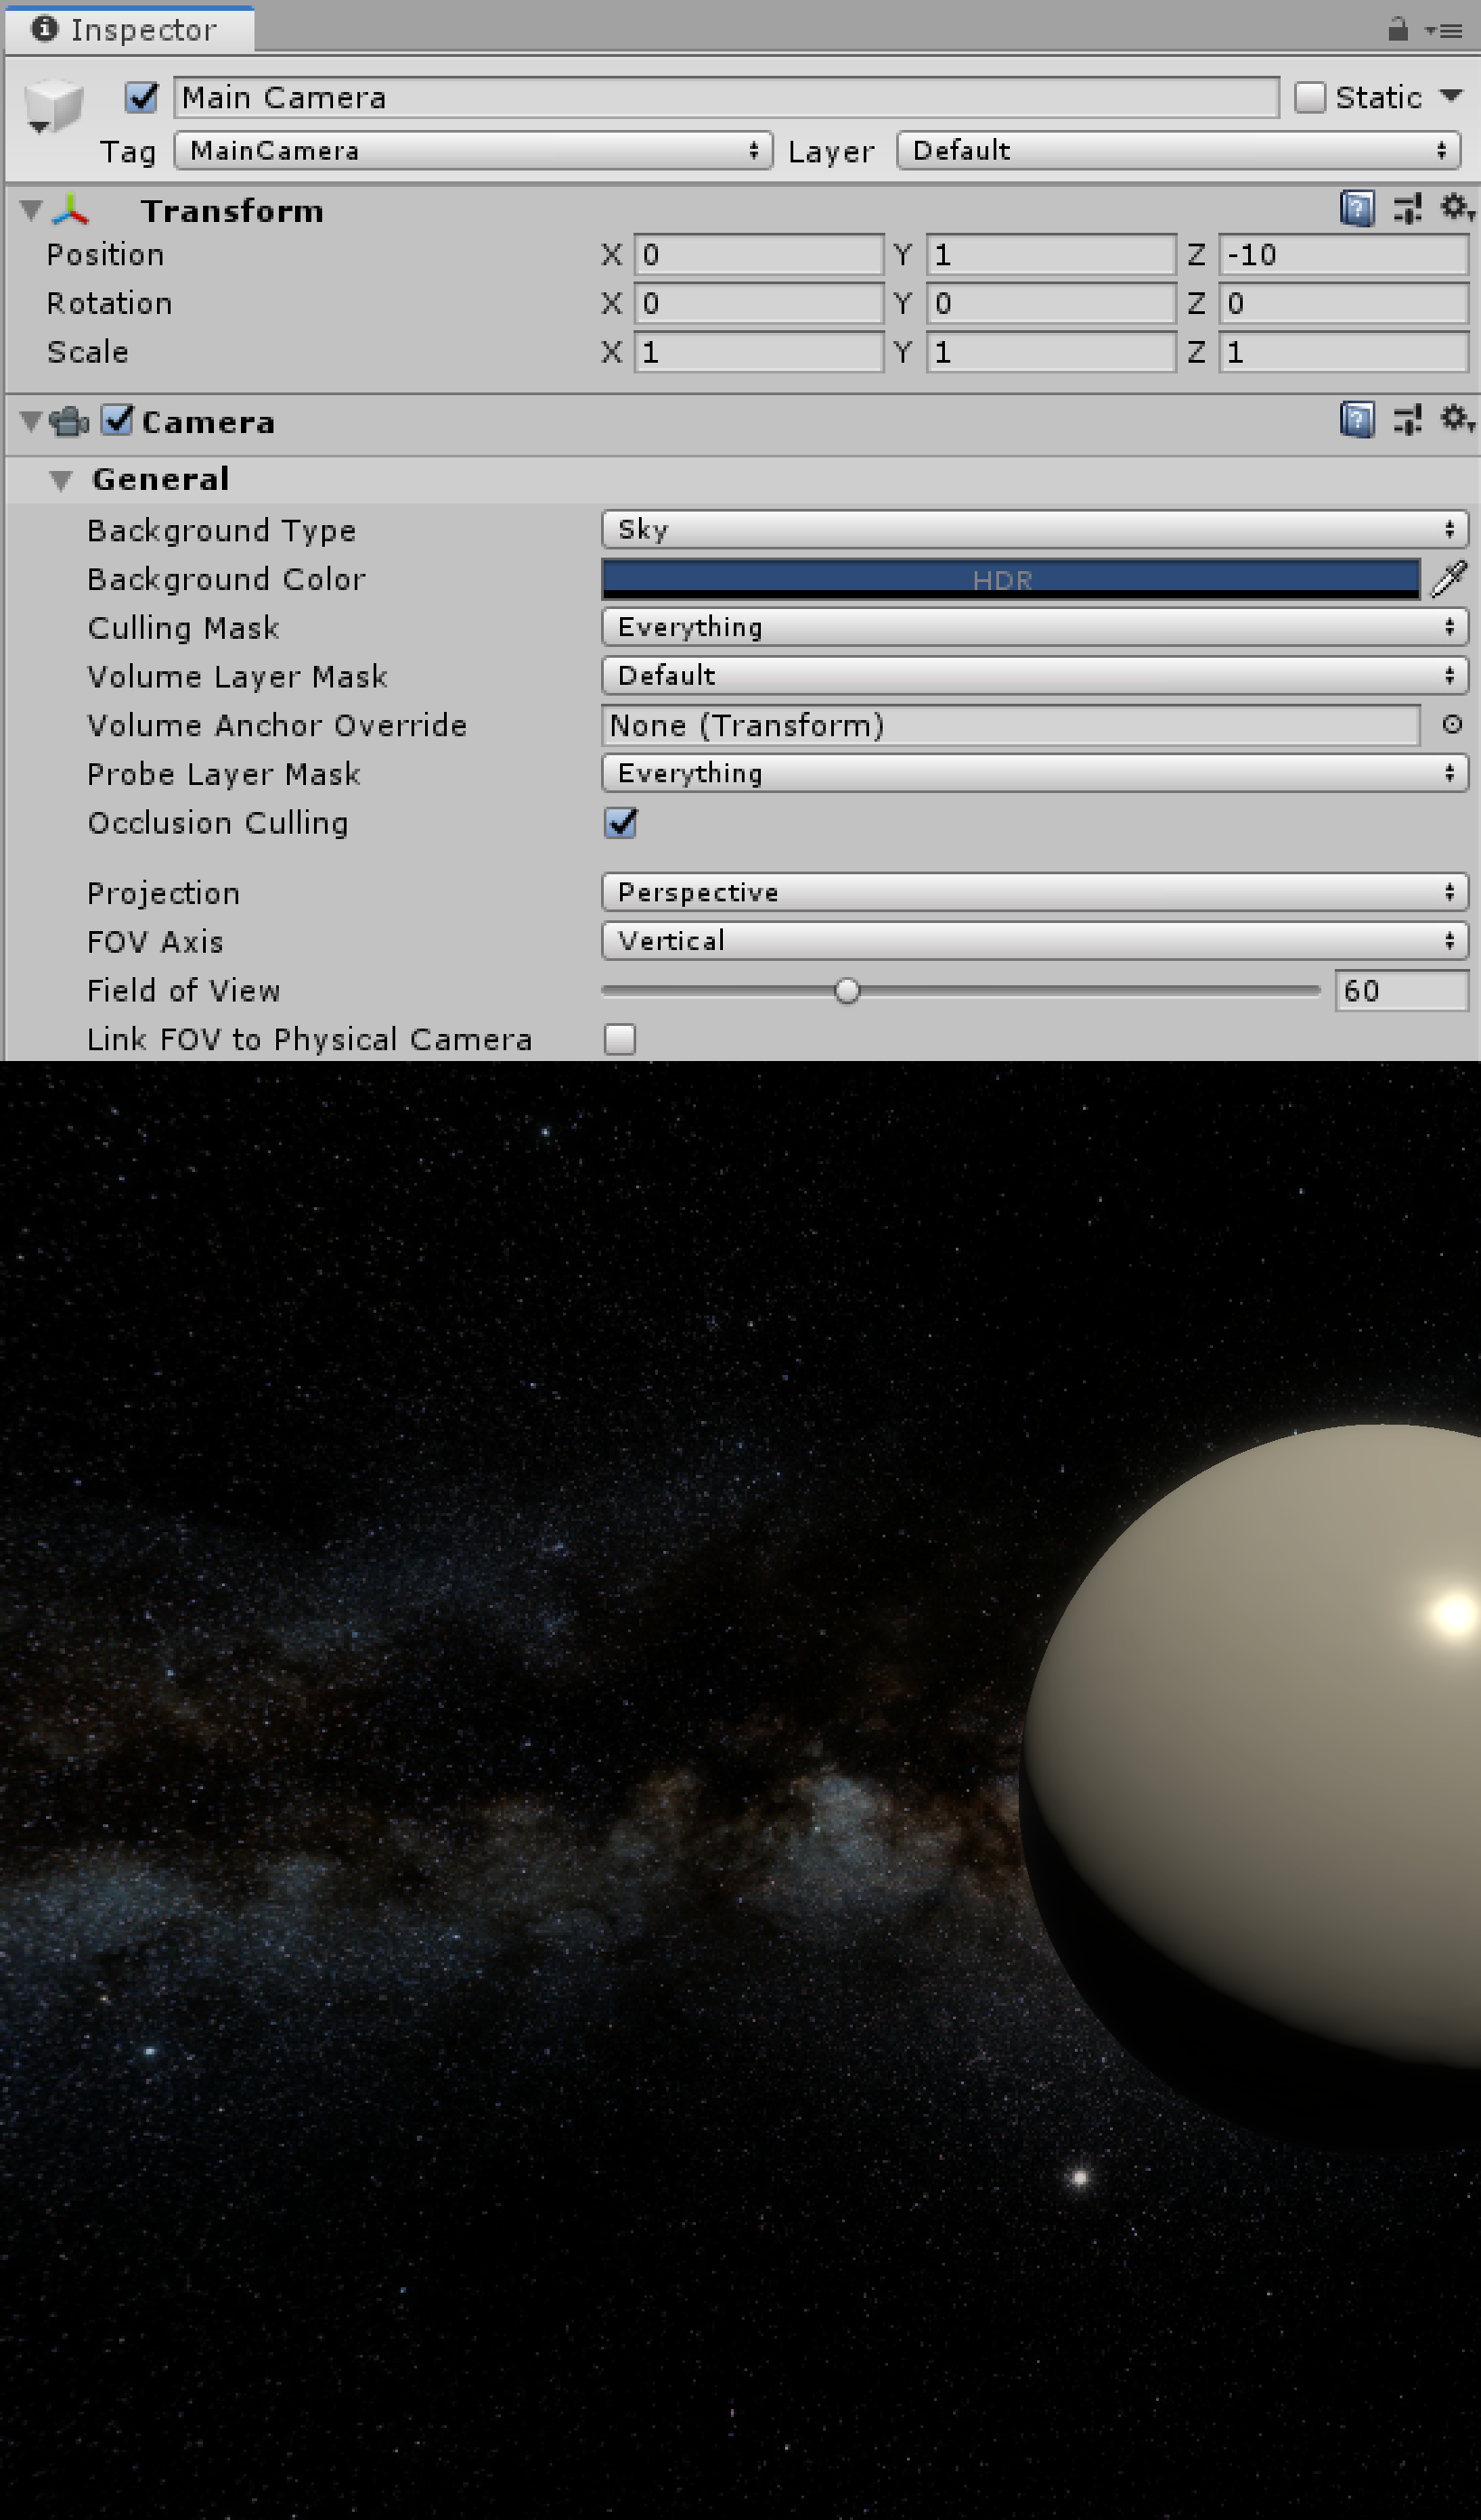 Inspector
Main Camera Static
Tag MainCamera Layer Default
Transform
Position X 0 Y 1 Z -10
Rotation X 0 Y 0 Z 0
Scale X 1 Y 1 Z 1
Camera
General
Background Type Sky
Background Color HDR
Culling Mask Everything
Volume Layer Mask Default
Volume Anchor Override None (Transform)
Probe Layer Mask Everything
Occlusion Culling
Projection Perspective
FOV Axis Vertical
Field of View 60
Link FOV to Physical Camera